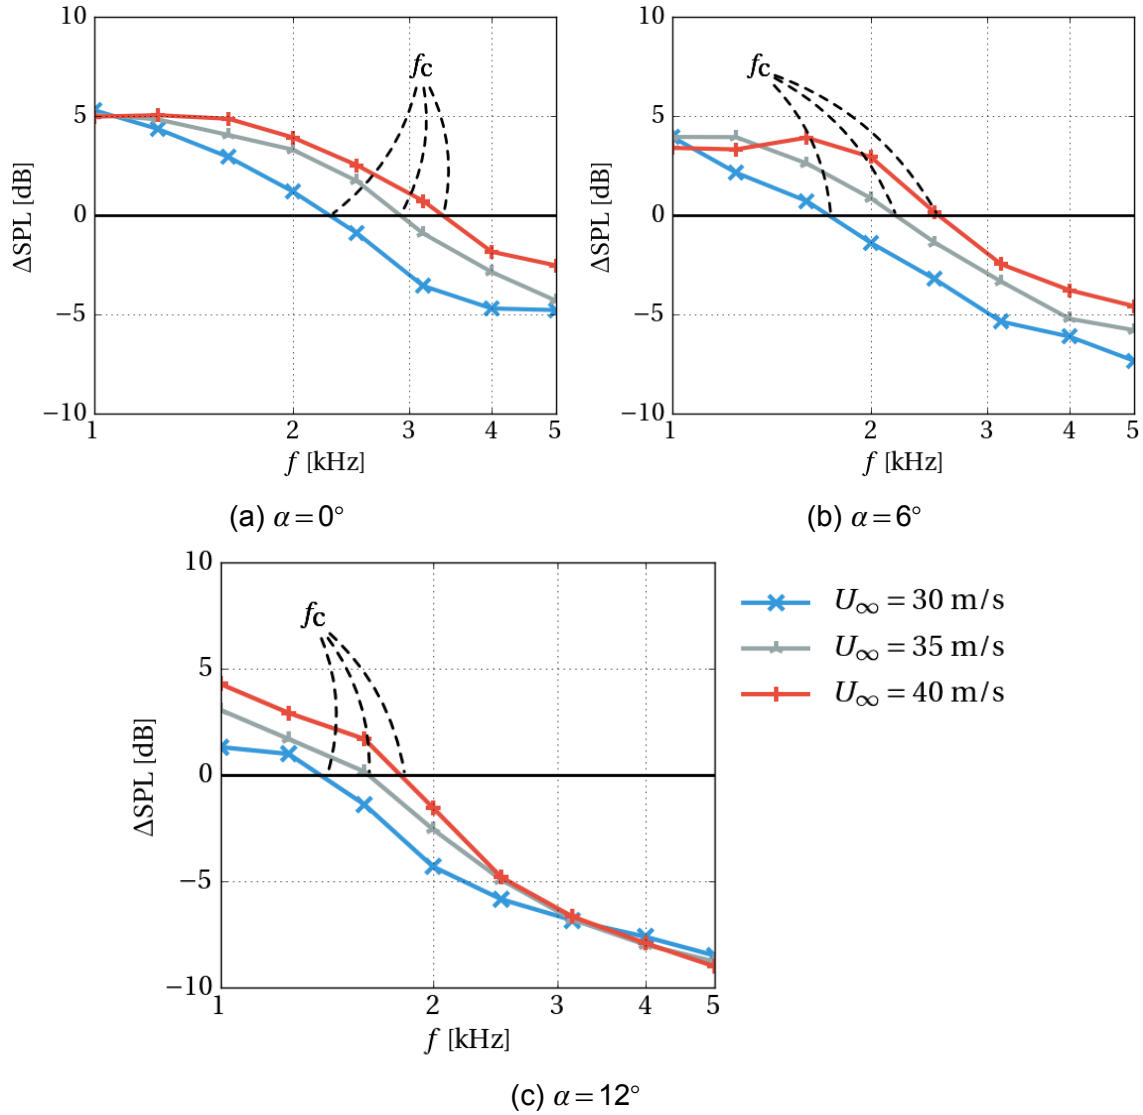 10
5
0
−5
−10
ΔSPL [dB]
fc
1 2 3 4 5
f [kHz]
(a) α = 0°
10
5
0
−5
−10
ΔSPL [dB]
fc
1 2 3 4 5
f [kHz]
(b) α = 6°
10
5
0
−5
−10
ΔSPL [dB]
fc
1 2 3 4 5
f [kHz]
U∞ = 30 m/s
U∞ = 35 m/s
U∞ = 40 m/s
(c) α = 12°